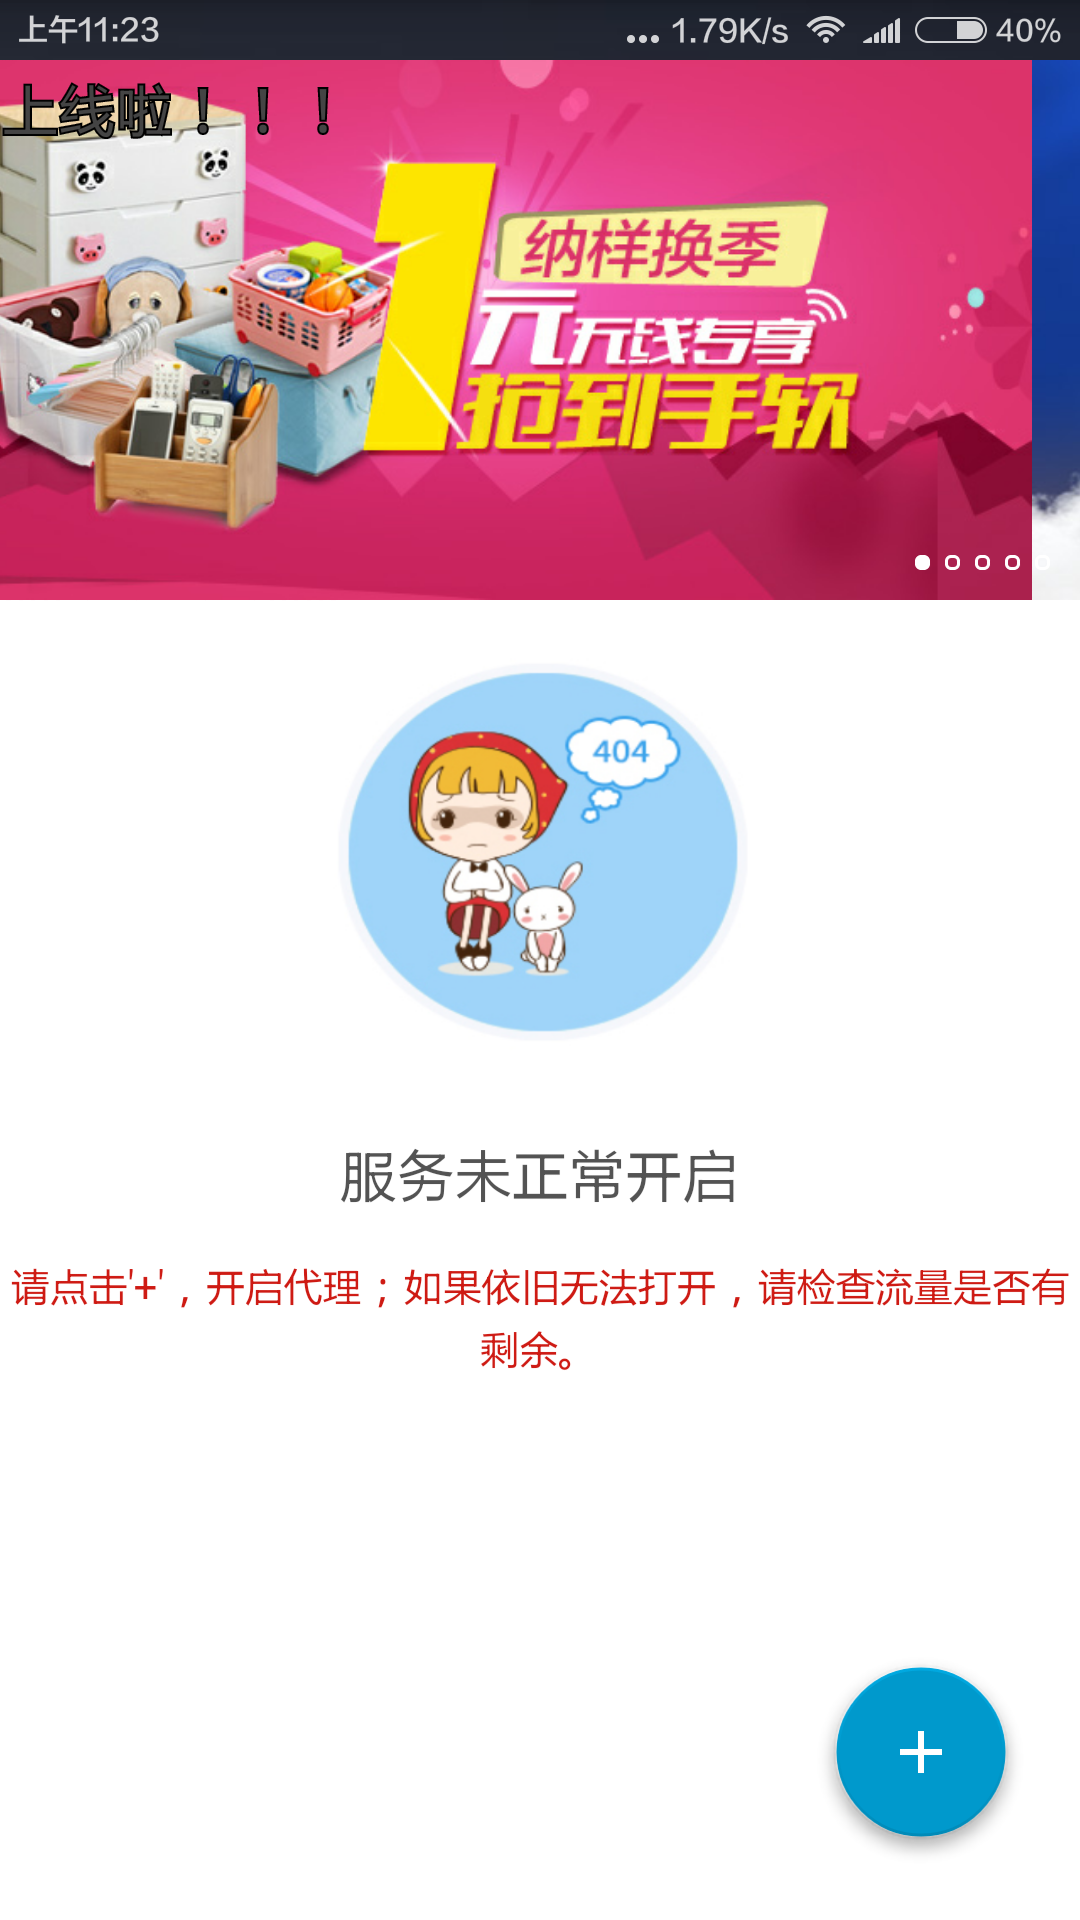 上午11:23
... 1.79K/s
40%
上线啦！！！
1
纳样换季
元无线专享
抢到手软
404
服务未正常开启
请点击'+'，开启代理；如果依旧无法打开，请检查流量是否有
剩余。
+